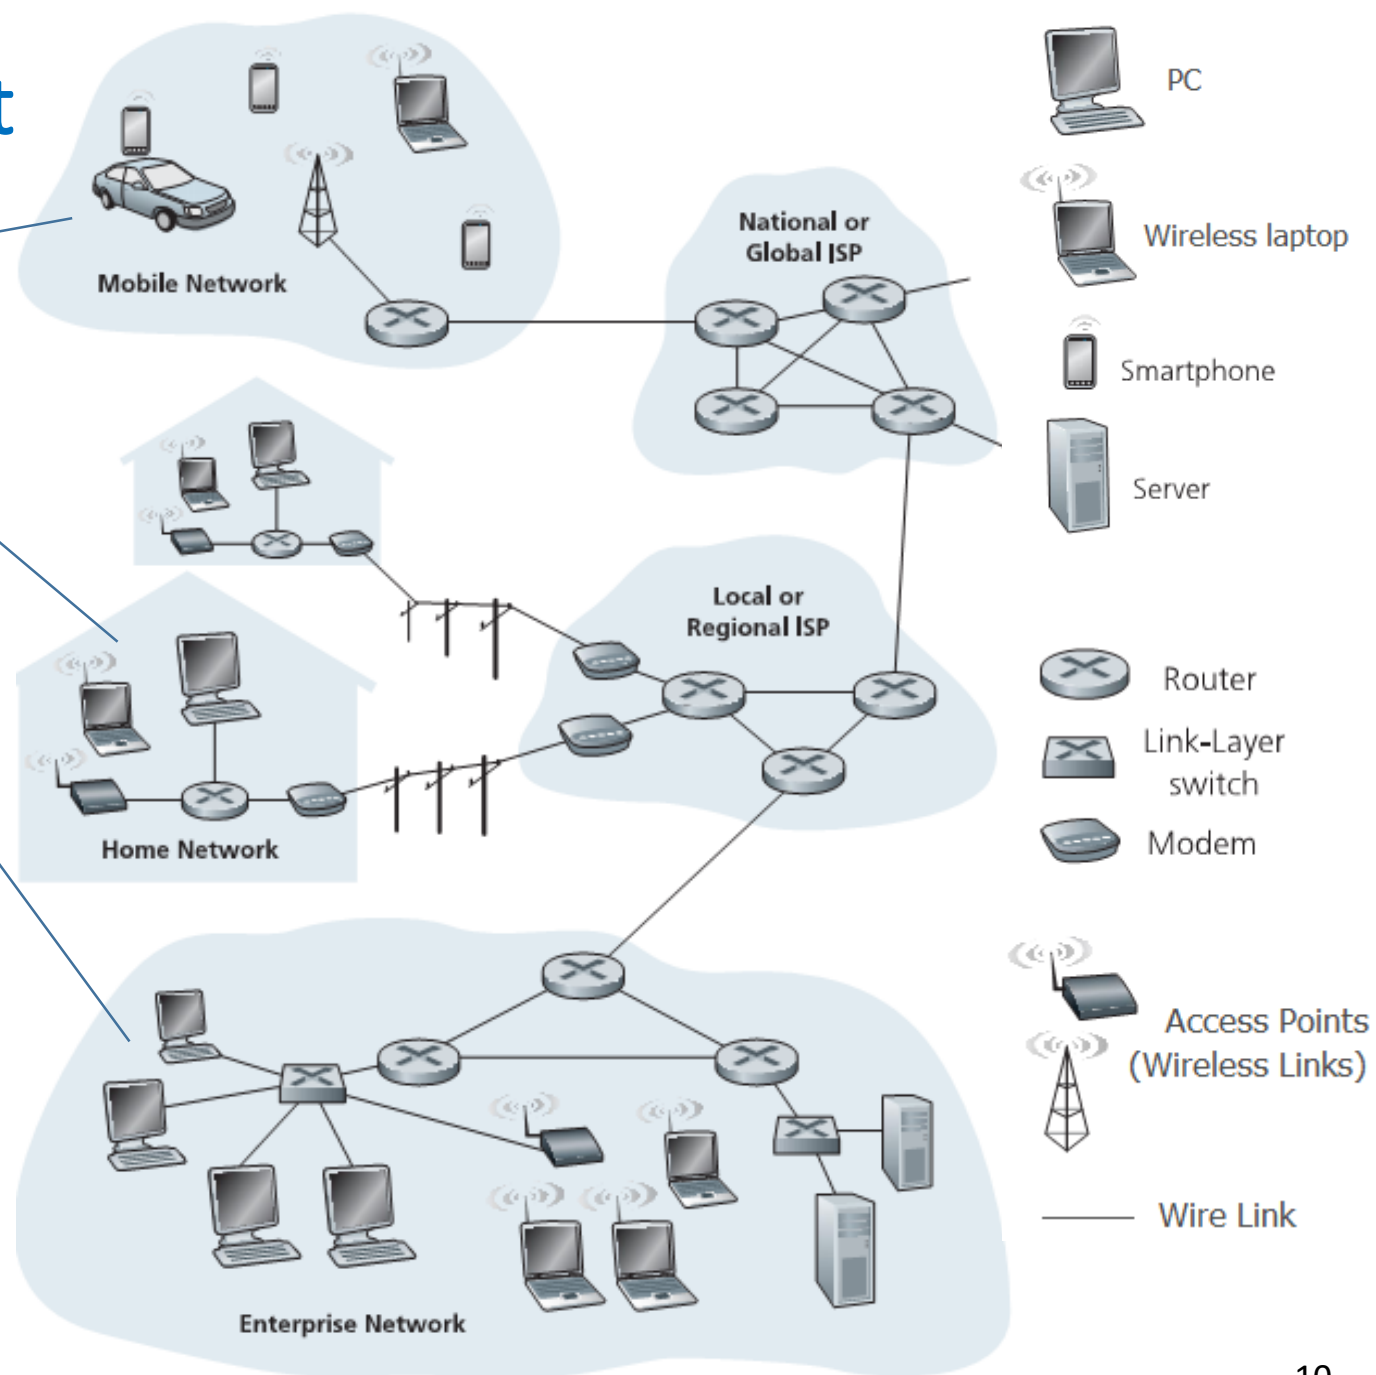 t
Mobile Network
National or
Global ISP
Local or
Regional ISP
Home Network
Enterprise Network
PC
Wireless laptop
Smartphone
Server
Router
Link-Layer
switch
Modem
Access Points
(Wireless Links)
Wire Link
10